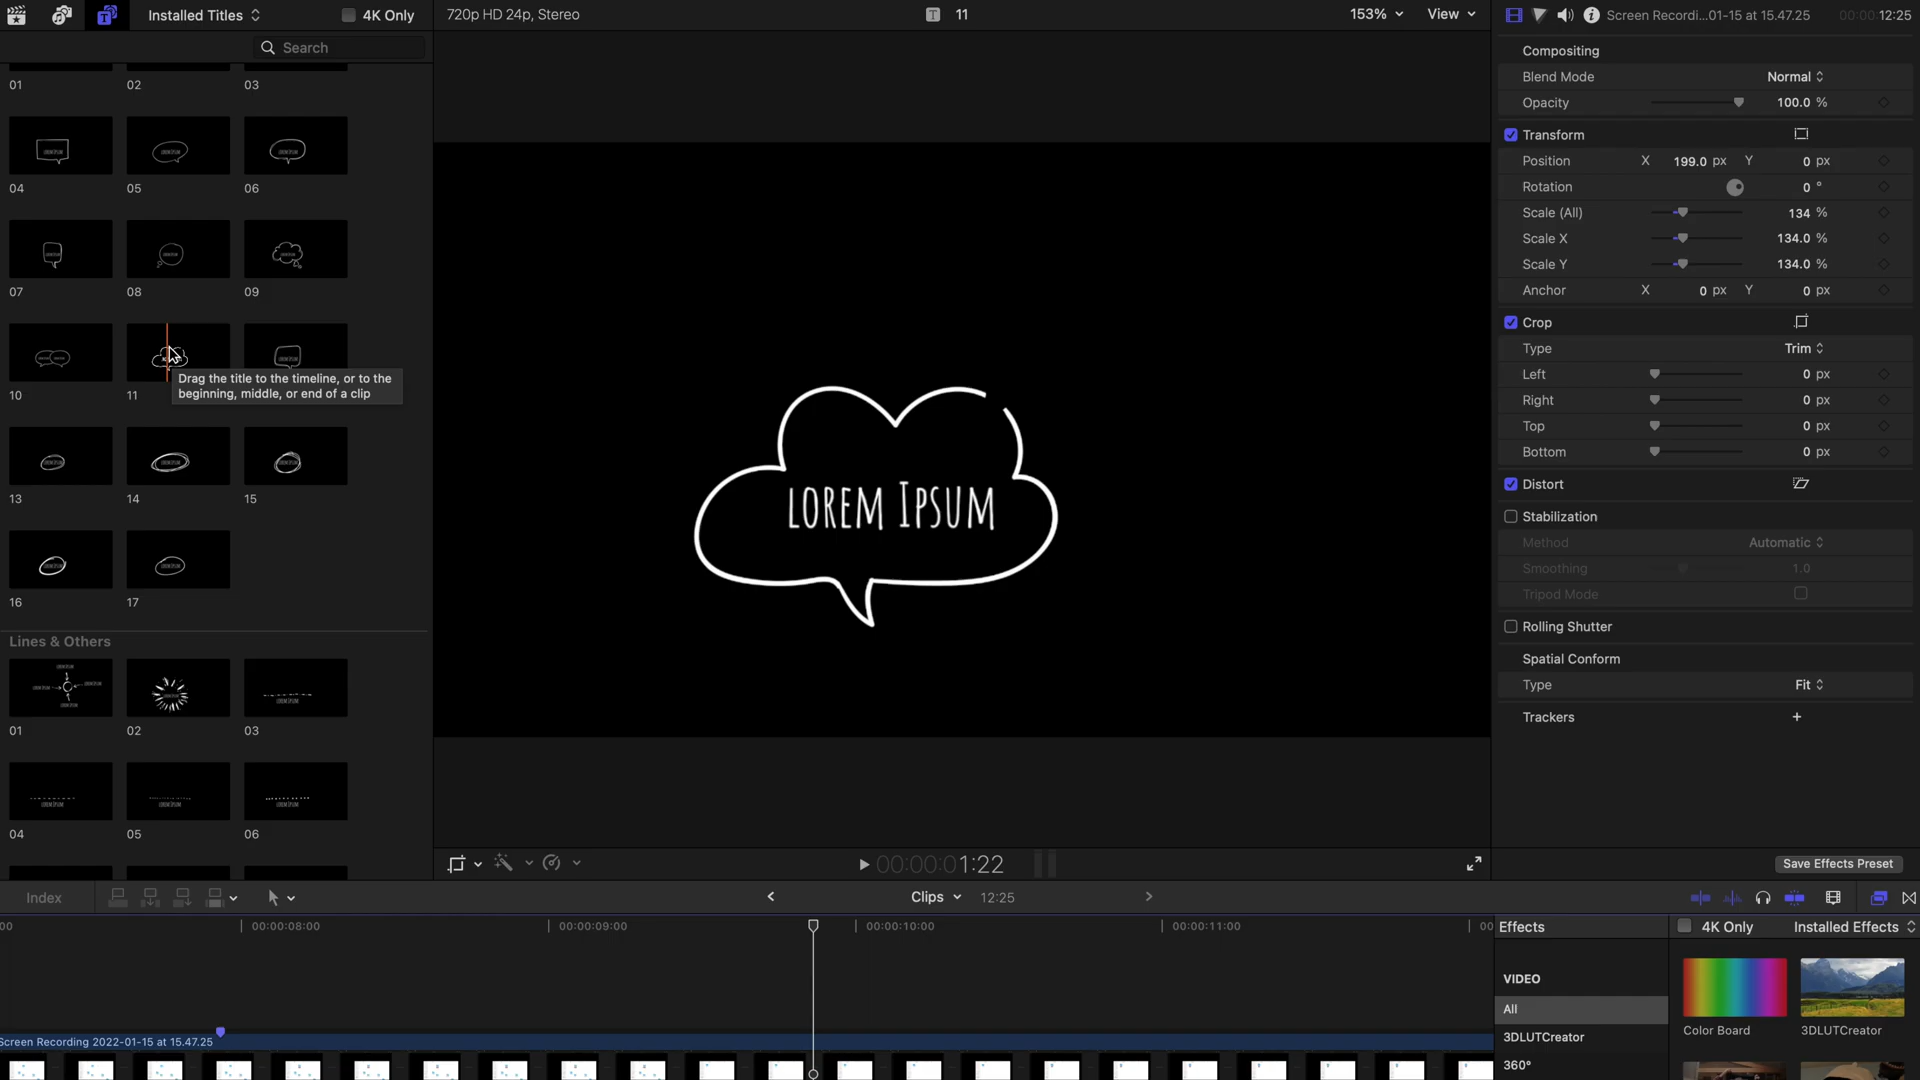 Installed Titles
4K Only
720p HD 24p, Stereo
11
153%
View
Screen Recordi...01-15 at 15.47.25
00:00:12:25
Search
01
02
03
04
05
06
07
08
09
10
11
Drag the title to the timeline, or to the
beginning, middle, or end of a clip
13
14
15
16
17
Lines & Others
01
02
03
04
05
06
LOREM IPSUM
Compositing
Blend Mode
Normal
Opacity
100.0 %
Transform
Position
X
199.0 px
Y
0 px
Rotation
0 °
Scale (All)
134 %
Scale X
134.0 %
Scale Y
134.0 %
Anchor
X
0 px
Y
0 px
Crop
Type
Trim
Left
0 px
Right
0 px
Top
0 px
Bottom
0 px
Distort
Stabilization
Method
Automatic
Smoothing
1.0
Tripod Mode
Rolling Shutter
Spatial Conform
Type
Fit
Trackers
+
Save Effects Preset
00:00:01:22
Index
Clips
12:25
00
00:00:08:00
00:00:09:00
00:00:10:00
00:00:11:00
00
Screen Recording 2022-01-15 at 15.47.25
Effects
4K Only
Installed Effects
VIDEO
All
3DLUTCreator
360°
Color Board
3DLUTCreator